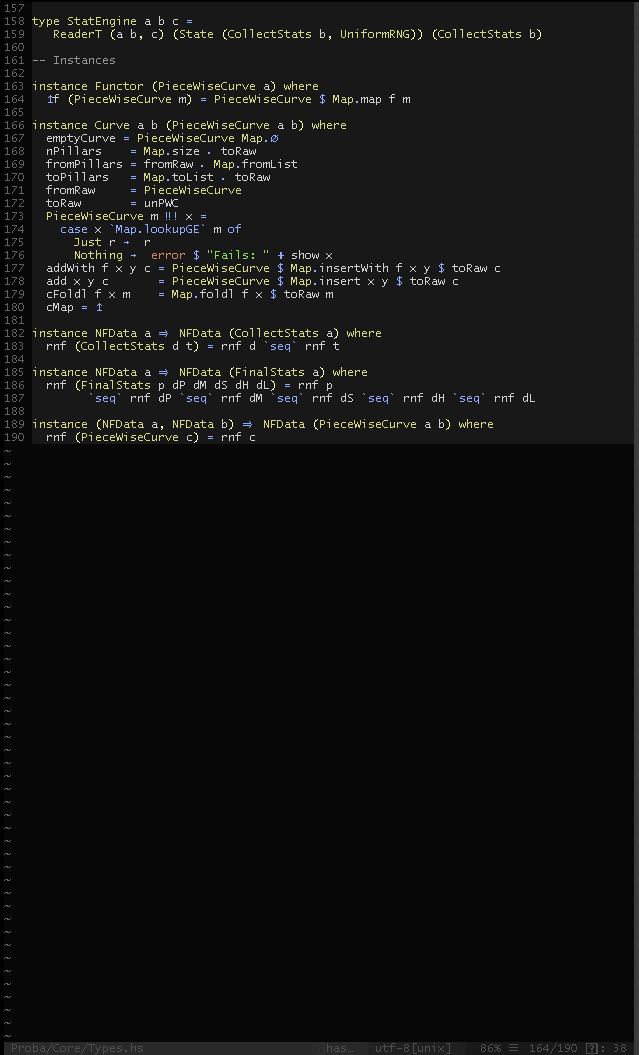 157
158 type StatEngine a b c =
159    ReaderT (a b, c) (State (CollectStats b, UniformRNG)) (CollectStats b)
160
161 -- Instances
162
163 instance Functor (PieceWiseCurve a) where
164   ↥f (PieceWiseCurve m) = PieceWiseCurve $ Map.map f m
165
166 instance Curve a b (PieceWiseCurve a b) where
167   emptyCurve = PieceWiseCurve Map.∅
168   nPillars    = Map.size . toRaw
169   fromPillars = fromRaw . Map.fromList
170   toPillars   = Map.toList . toRaw
171   fromRaw     = PieceWiseCurve
172   toRaw       = unPWC
173   PieceWiseCurve m !!! x =
174     case x `Map.lookupGE` m of
175       Just r →  r
176       Nothing →  error $ "Fails: " + show x
177   addWith f x y c = PieceWiseCurve $ Map.insertWith f x y $ toRaw c
178   add x y c       = PieceWiseCurve $ Map.insert x y $ toRaw c
179   cFoldl f x m    = Map.foldl f x $ toRaw m
180   cMap = ↥
181
182 instance NFData a ⇒  NFData (CollectStats a) where
183   rnf (CollectStats d t) = rnf d `seq` rnf t
184
185 instance NFData a ⇒  NFData (FinalStats a) where
186   rnf (FinalStats p dP dM dS dH dL) = rnf p
187         `seq` rnf dP `seq` rnf dM `seq` rnf dS `seq` rnf dH `seq` rnf dL
188
189 instance (NFData a, NFData b) ⇒  NFData (PieceWiseCurve a b) where
190   rnf (PieceWiseCurve c) = rnf c
Proba/Core/Types.hs has… utf-8[unix] 86% ☰ 164/190 : 38